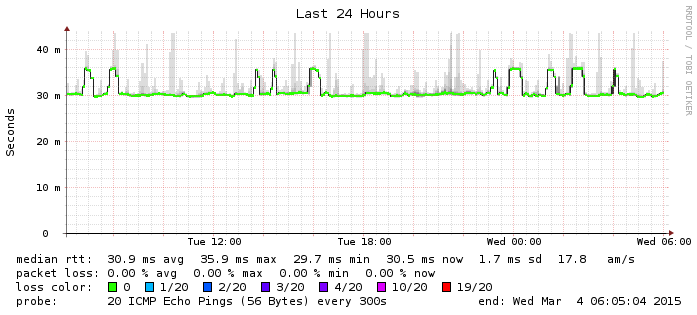 Last 24 Hours
RRDTOOL / TOBI OETIKER
Seconds
40 m
30 m
20 m
10 m
0
Tue 12:00 Tue 18:00 Wed 00:00 Wed 06:00
median rtt: 30.9 ms avg 35.9 ms max 29.7 ms min 30.5 ms now 1.7 ms sd 17.8 am/s
packet loss: 0.00 % avg 0.00 % max 0.00 % min 0.00 % now
loss color: 0 1/20 2/20 3/20 4/20 10/20 19/20
probe: 20 ICMP Echo Pings (56 Bytes) every 300s end: Wed Mar 4 06:05:04 2015